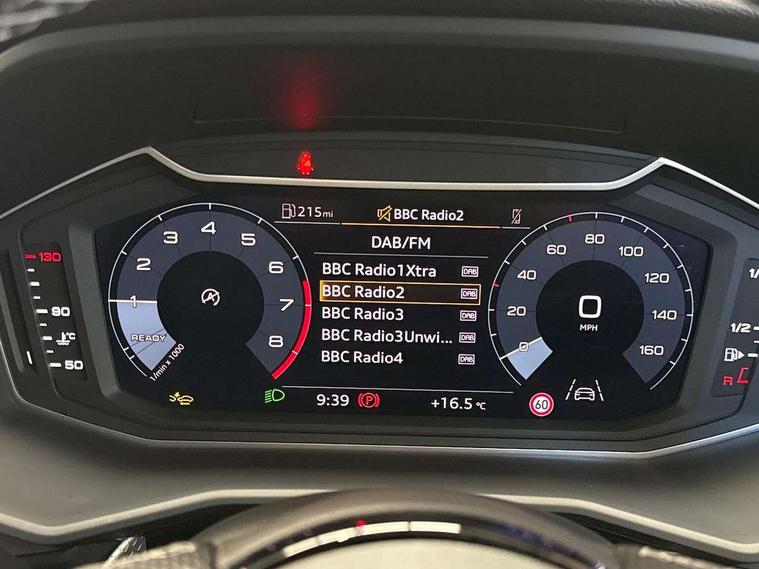 215mi
BBC Radio2
DAB/FM
BBC Radio1Xtra DAB
BBC Radio2 DAB
BBC Radio3 DAB
BBC Radio3Unwi... DAB
BBC Radio4 DAB
9:39 P +16.5 °C
130
90
°C
50
1
2
3
4
5
6
7
8
READY
1/min x 1000
A
0
20
40
60
80
100
120
140
160
0
MPH
60
1/
1/2
R